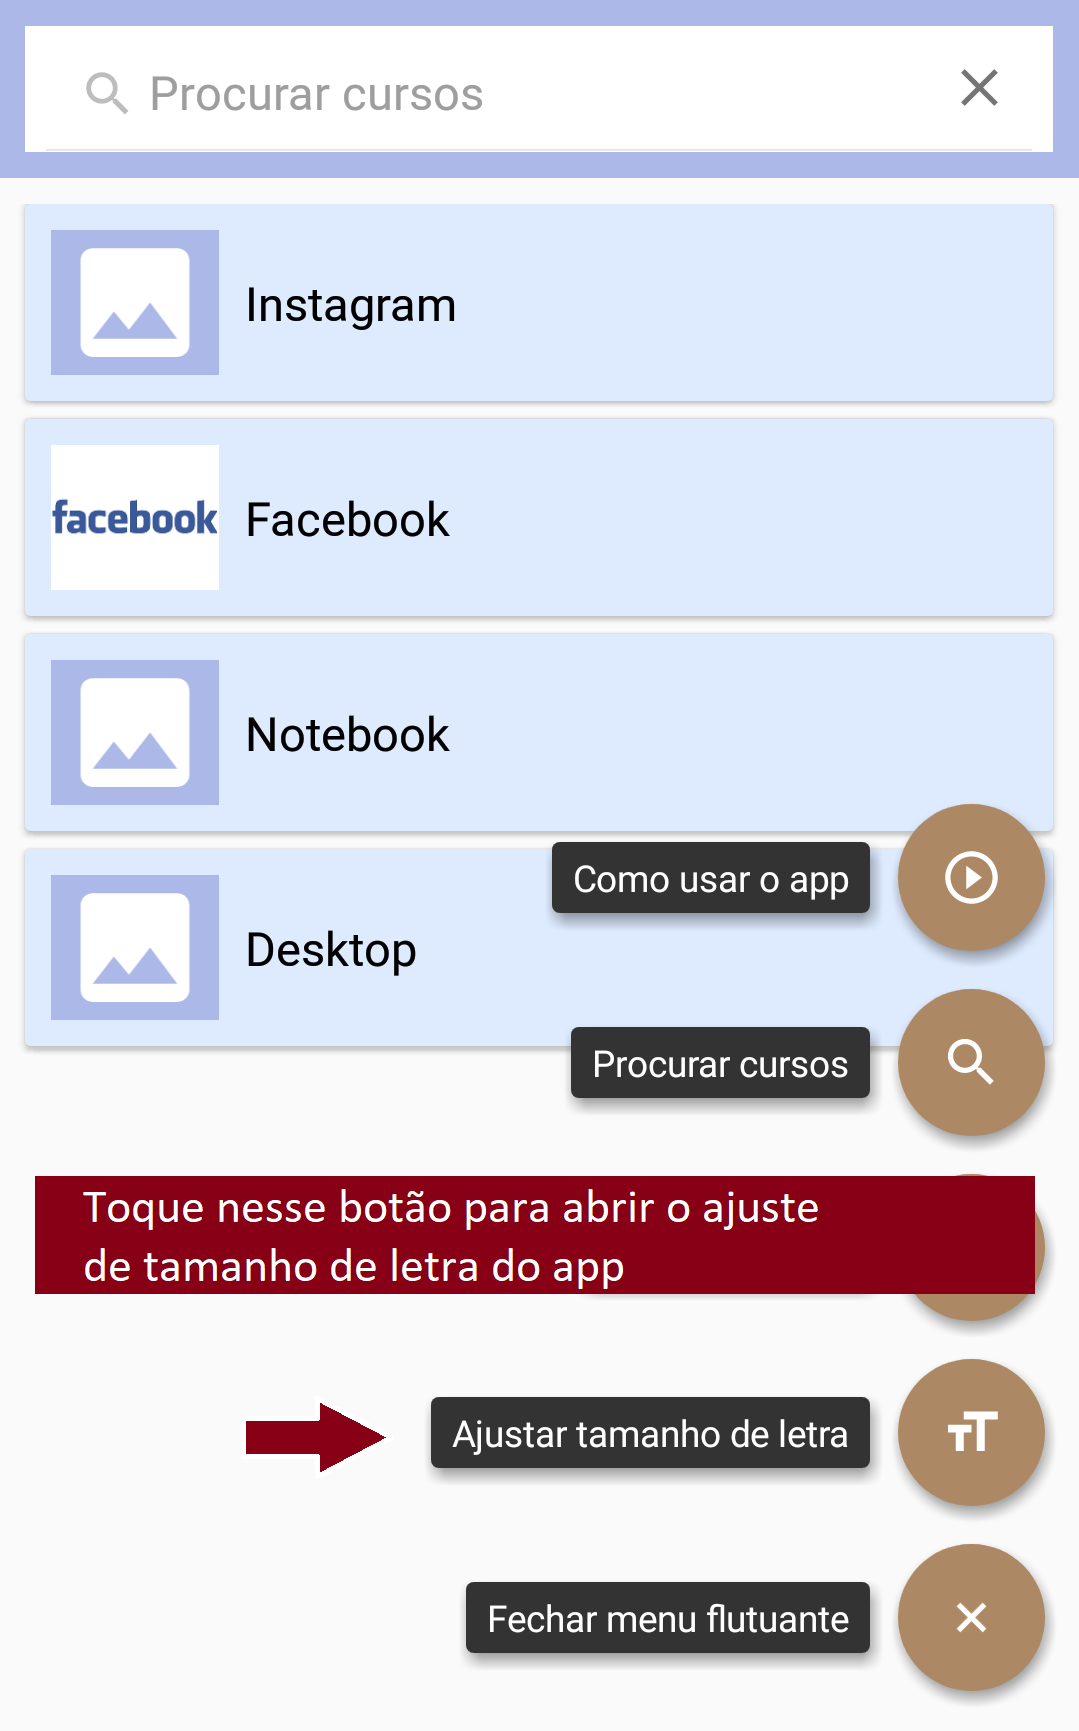 Procurar cursos
Instagram
facebook
Facebook
Notebook
Como usar o app
Desktop
Procurar cursos
Toque nesse botão para abrir o ajuste
de tamanho de letra do app
Ajustar tamanho de letra
Fechar menu flutuante